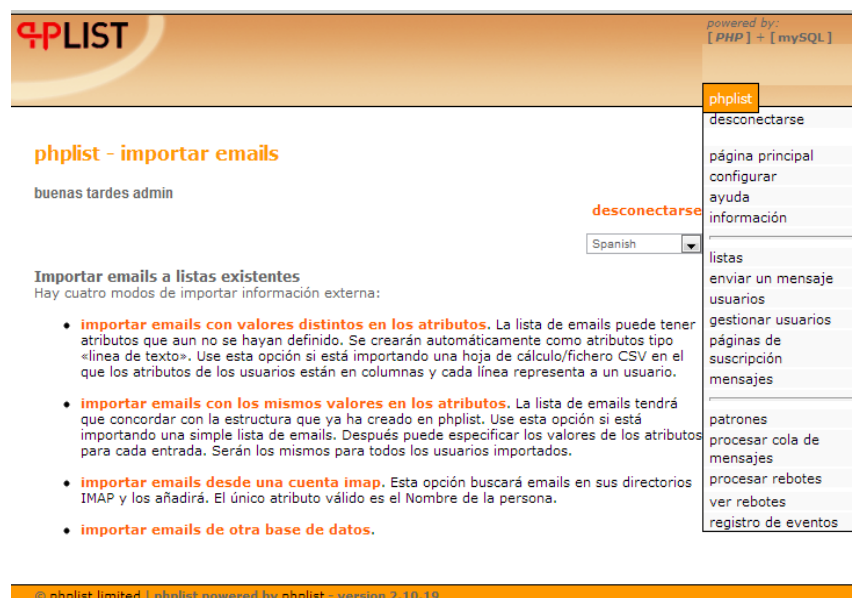 PLIST
powered by:
[ PHP ] + [ mySQL ]
phplist
desconectarse
página principal
configurar
ayuda
información
listas
enviar un mensaje
usuarios
gestionar usuarios
páginas de
suscripción
mensajes
patrones
procesar cola de
mensajes
procesar rebotes
ver rebotes
registro de eventos
phplist - importar emails
buenas tardes admin
desconectarse
Spanish
Importar emails a listas existentes
Hay cuatro modos de importar información externa:
• importar emails con valores distintos en los atributos. La lista de emails puede tener
atributos que aun no se hayan definido. Se crearán automáticamente como atributos tipo
«linea de texto». Use esta opción si está importando una hoja de cálculo/fichero CSV en el
que los atributos de los usuarios están en columnas y cada línea representa a un usuario.
• importar emails con los mismos valores en los atributos. La lista de emails tendrá
que concordar con la estructura que ya ha creado en phplist. Use esta opción si está
importando una simple lista de emails. Después puede especificar los valores de los atributos
para cada entrada. Serán los mismos para todos los usuarios importados.
• importar emails desde una cuenta imap. Esta opción buscará emails en sus directorios
IMAP y los añadirá. El único atributo válido es el Nombre de la persona.
• importar emails de otra base de datos.
© phplist limited | phplist powered by phplist - version 2.10.19